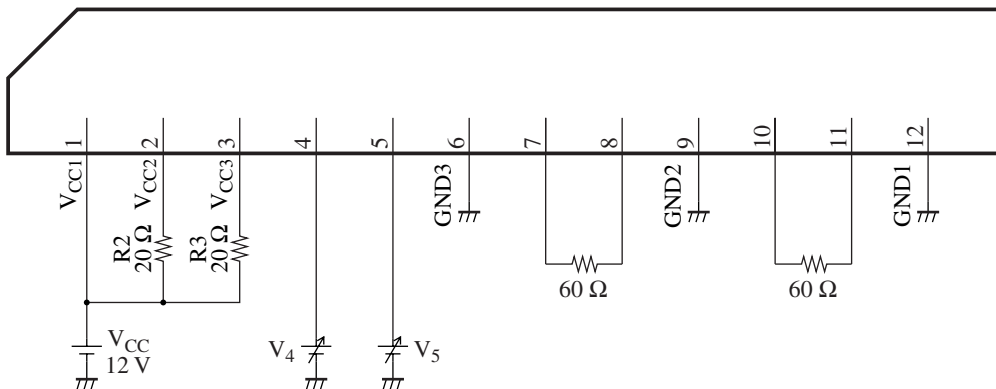 1 2 3 4 5 6 7 8 9 10 11 12
VCC1 VCC2 VCC3 GND3 GND2 GND1
R2
20 Ω
R3
20 Ω
60 Ω
60 Ω
VCC
12 V
V4
V5